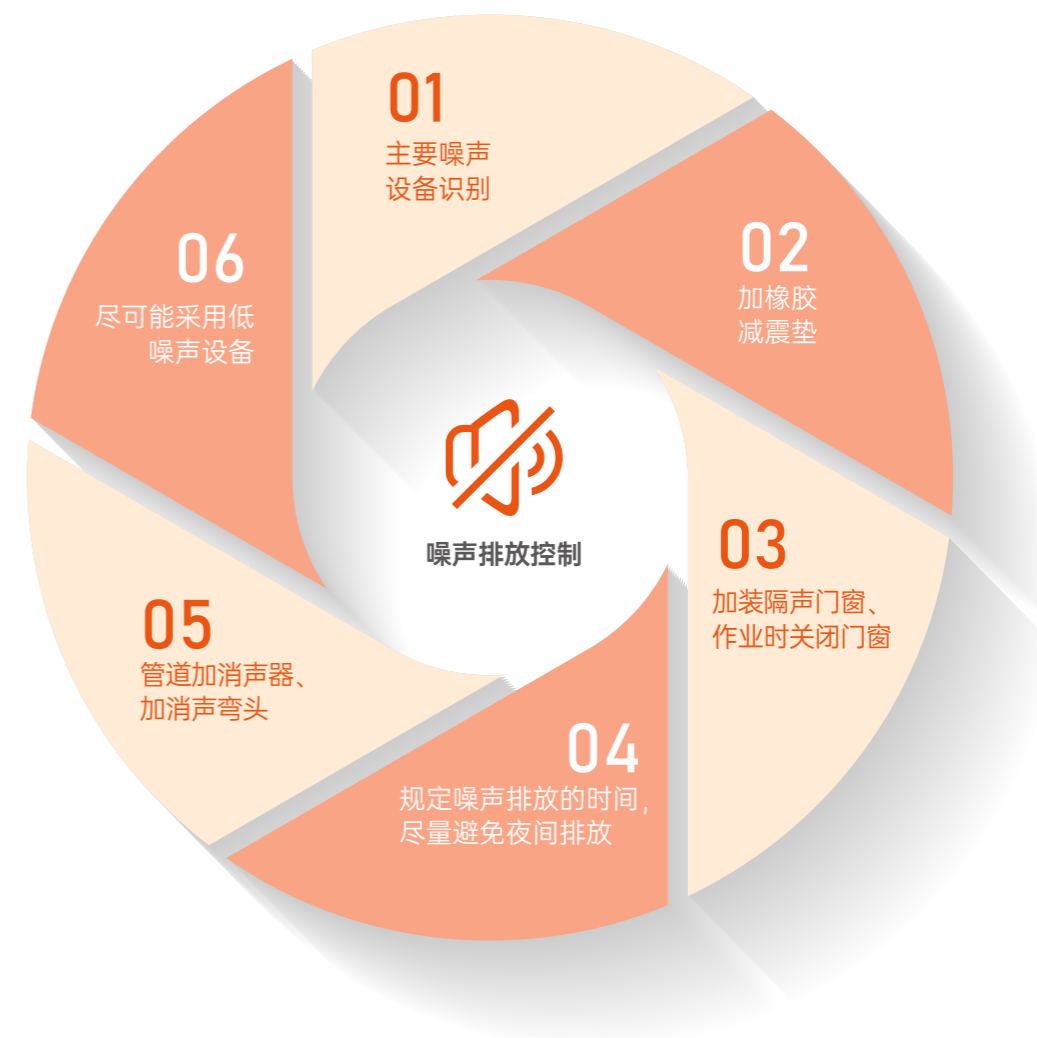 01
主要噪声
设备识别
02
加橡胶
减震垫
03
加装隔声门窗、
作业时关闭门窗
04
规定噪声排放的时间，
尽量避免夜间排放
05
管道加消声器、
加消声弯头
06
尽可能采用低
噪声设备
噪声排放控制